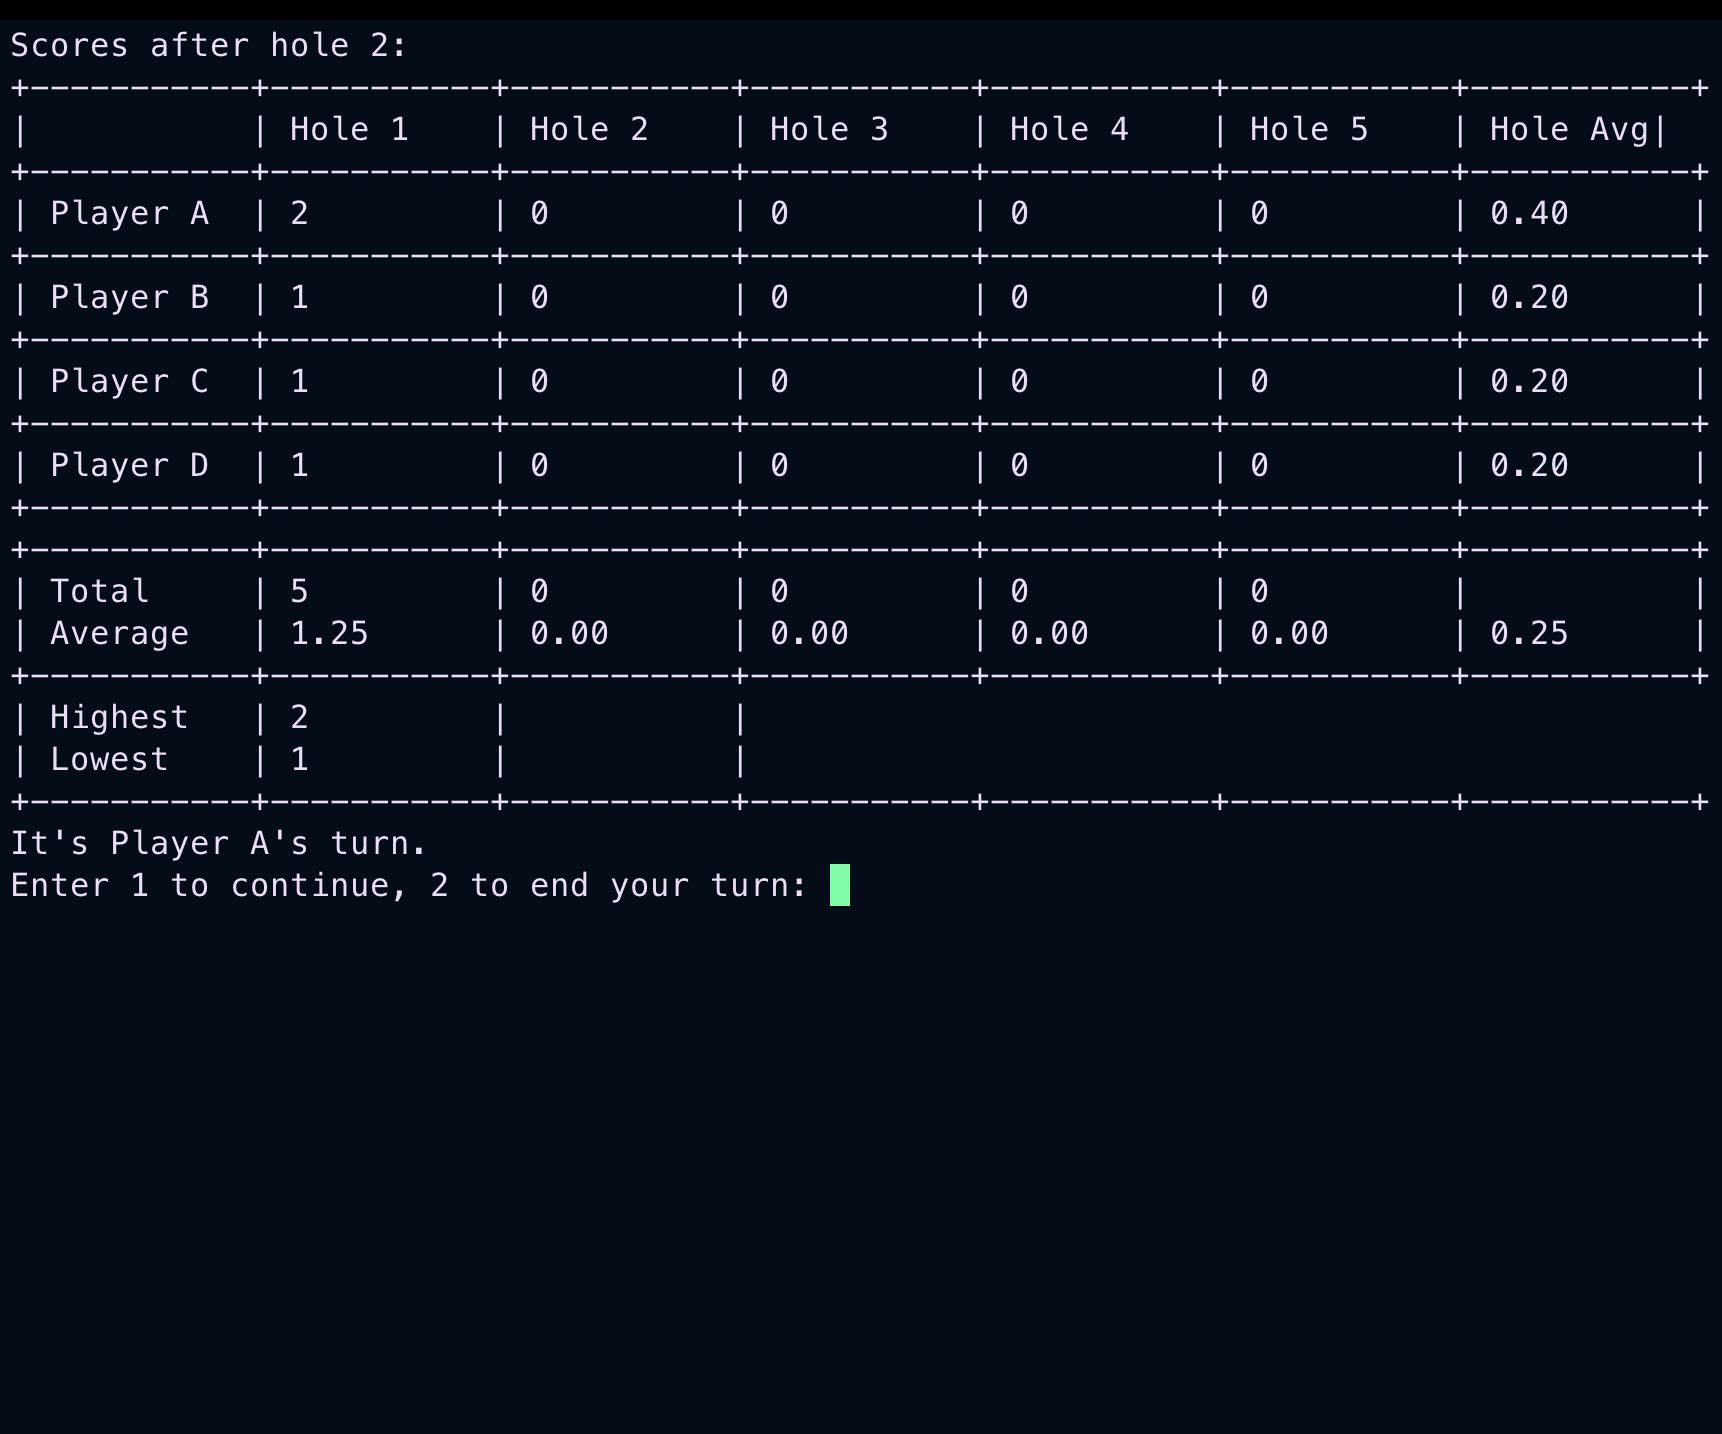 Scores after hole 2:
+-----------+-----------+-----------+-----------+-----------+-----------+-----------+
|           | Hole 1    | Hole 2    | Hole 3    | Hole 4    | Hole 5    | Hole Avg|
+-----------+-----------+-----------+-----------+-----------+-----------+-----------+
| Player A  | 2         | 0         | 0         | 0         | 0         | 0.40      |
+-----------+-----------+-----------+-----------+-----------+-----------+-----------+
| Player B  | 1         | 0         | 0         | 0         | 0         | 0.20      |
+-----------+-----------+-----------+-----------+-----------+-----------+-----------+
| Player C  | 1         | 0         | 0         | 0         | 0         | 0.20      |
+-----------+-----------+-----------+-----------+-----------+-----------+-----------+
| Player D  | 1         | 0         | 0         | 0         | 0         | 0.20      |
+-----------+-----------+-----------+-----------+-----------+-----------+-----------+
+-----------+-----------+-----------+-----------+-----------+-----------+-----------+
| Total     | 5         | 0         | 0         | 0         | 0         |           |
| Average   | 1.25      | 0.00      | 0.00      | 0.00      | 0.00      | 0.25      |
+-----------+-----------+-----------+-----------+-----------+-----------+-----------+
| Highest   | 2         |           |
| Lowest    | 1         |           |
+-----------+-----------+-----------+-----------+-----------+-----------+-----------+
It's Player A's turn.
Enter 1 to continue, 2 to end your turn: